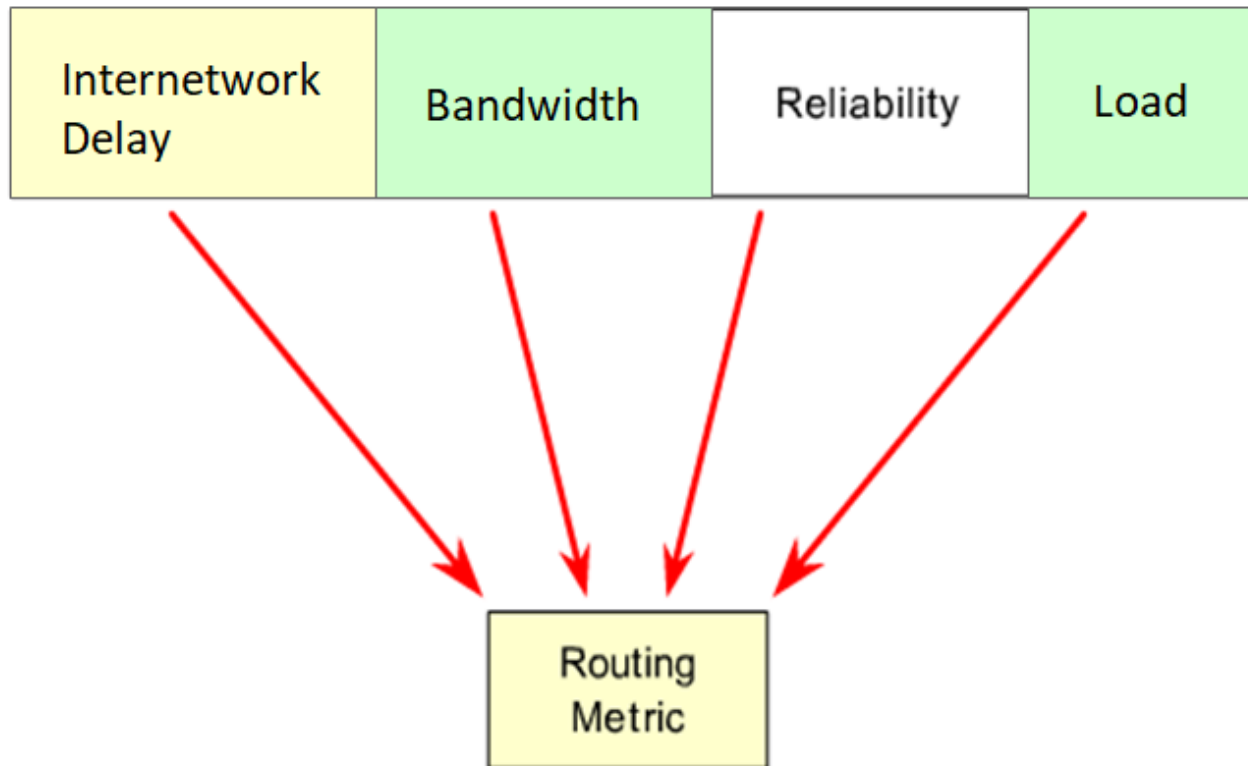 Internetwork
Delay
Bandwidth
Reliability
Load
Routing
Metric